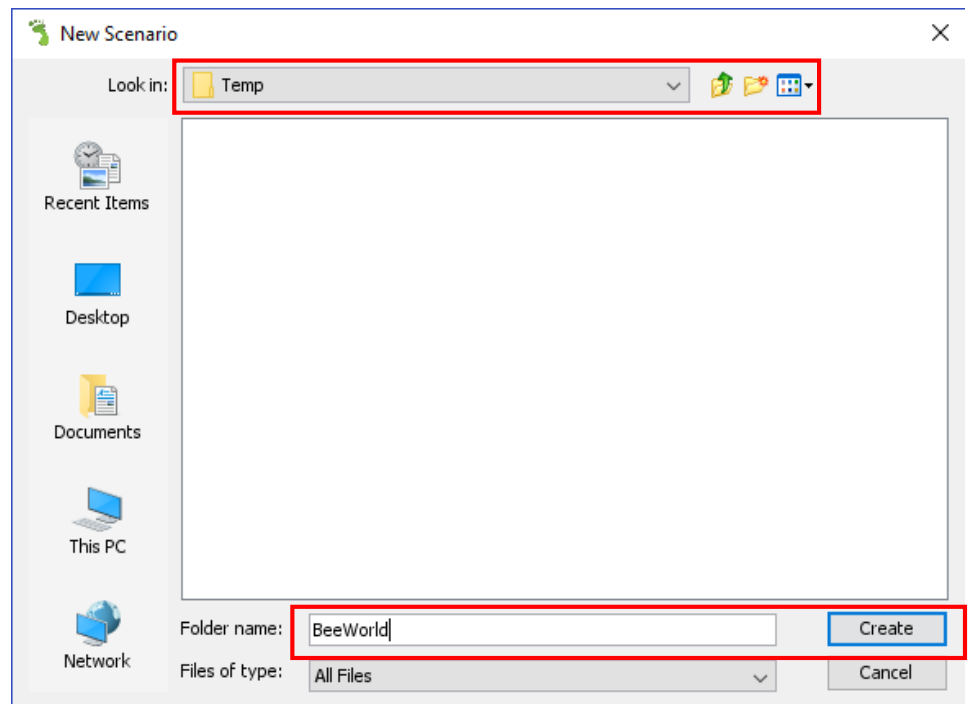 New Scenario
Look in: Temp
Recent Items
Desktop
Documents
This PC
Network
Folder name: BeeWorld Create
Files of type: All Files Cancel